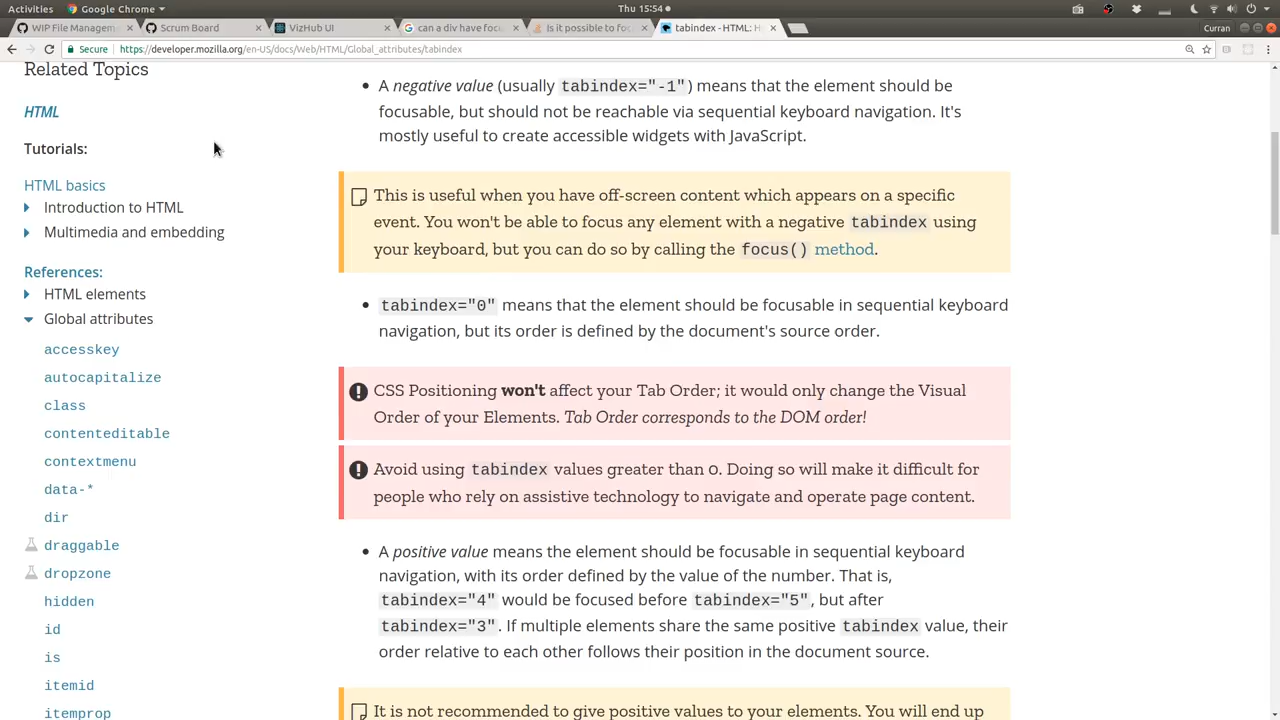 Activities
Google Chrome
Thu 15:54
WIP File Managemen
Scrum Board
VizHub UI
can a div have focu
Is it possible to foc
tabindex - HTML: H
Curran
Secure
https://developer.mozilla.org/en-US/docs/Web/HTML/Global_attributes/tabindex
Related Topics
HTML
Tutorials:
HTML basics
Introduction to HTML
Multimedia and embedding
References:
HTML elements
Global attributes
accesskey
autocapitalize
class
contenteditable
contextmenu
data-*
dir
draggable
dropzone
hidden
id
is
itemid
itemprop
A negative value (usually tabindex="-1") means that the element should be
focusable, but should not be reachable via sequential keyboard navigation. It's
mostly useful to create accessible widgets with JavaScript.
This is useful when you have off-screen content which appears on a specific
event. You won't be able to focus any element with a negative tabindex using
your keyboard, but you can do so by calling the focus() method.
tabindex="0" means that the element should be focusable in sequential keyboard
navigation, but its order is defined by the document's source order.
CSS Positioning won't affect your Tab Order; it would only change the Visual
Order of your Elements. Tab Order corresponds to the DOM order!
Avoid using tabindex values greater than 0. Doing so will make it difficult for
people who rely on assistive technology to navigate and operate page content.
A positive value means the element should be focusable in sequential keyboard
navigation, with its order defined by the value of the number. That is,
tabindex="4" would be focused before tabindex="5", but after
tabindex="3". If multiple elements share the same positive tabindex value, their
order relative to each other follows their position in the document source.
It is not recommended to give positive values to your elements. You will end up